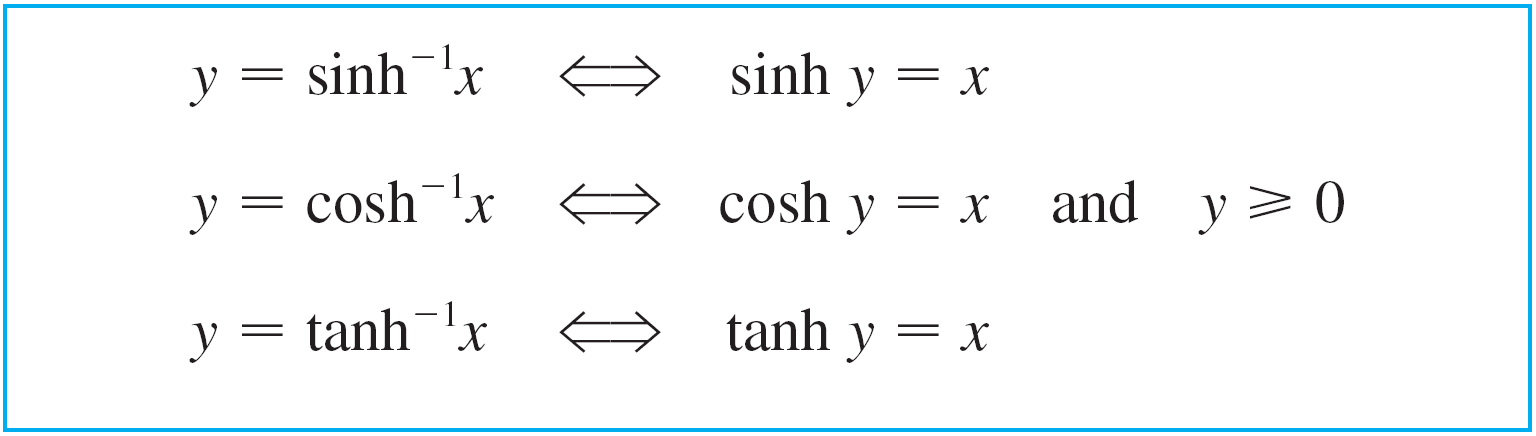 y = sinh⁻¹x ⟺ sinh y = x
y = cosh⁻¹x ⟺ cosh y = x and y ⩾ 0
y = tanh⁻¹x ⟺ tanh y = x